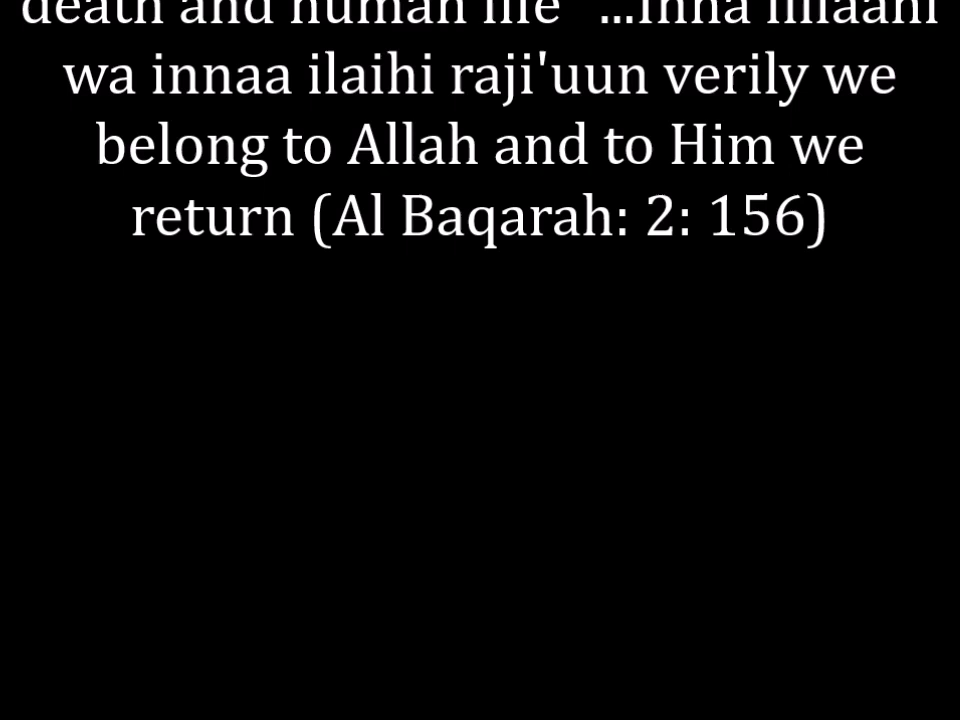 death and human life "...Inna lillaahi
wa innaa ilaihi raji'uun verily we
belong to Allah and to Him we
return (Al Baqarah: 2: 156)